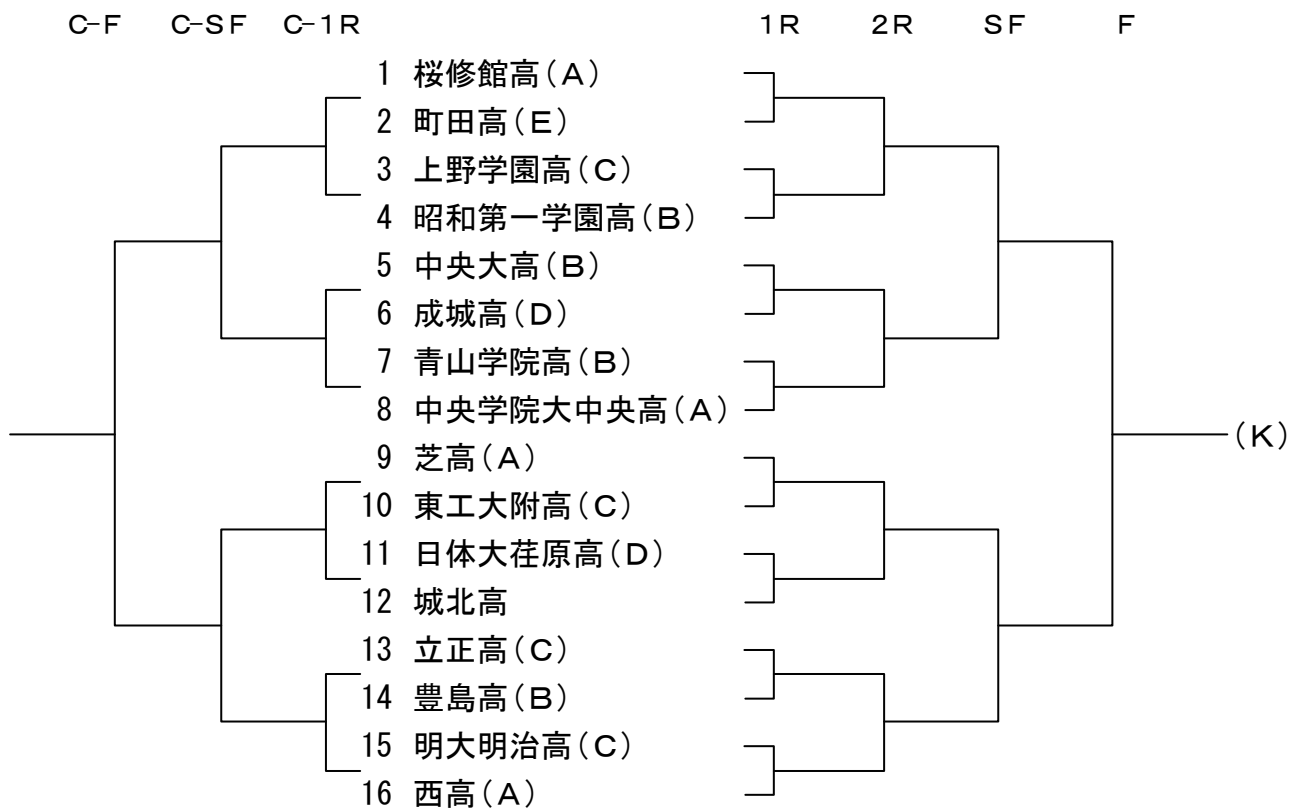 C-F C-SF C-1R 1R 2R SF F
1 桜修館高(A)
2 町田高(E)
3 上野学園高(C)
4 昭和第一学園高(B)
5 中央大高(B)
6 成城高(D)
7 青山学院高(B)
8 中央学院大中央高(A)
(K)
9 芝高(A)
10 東工大附高(C)
11 日体大荏原高(D)
12 城北高
13 立正高(C)
14 豊島高(B)
15 明大明治高(C)
16 西高(A)